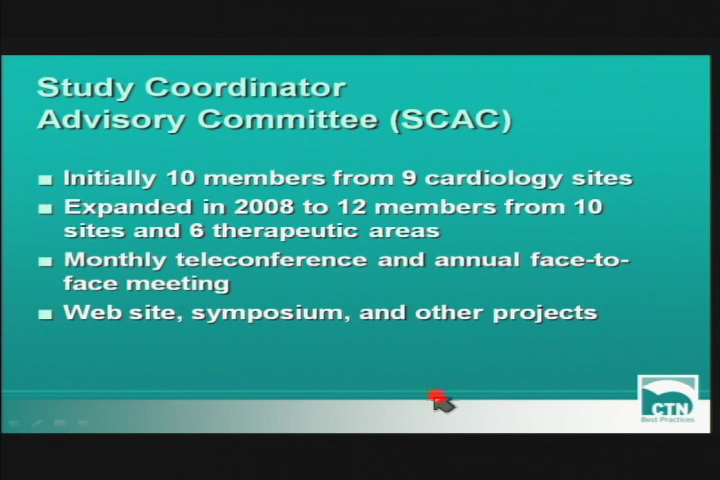 Study Coordinator
Advisory Committee (SCAC)
Initially 10 members from 9 cardiology sites
Expanded in 2008 to 12 members from 10
sites and 6 therapeutic areas
Monthly teleconference and annual face-to-
face meeting
Web site, symposium, and other projects
CTN
Best Practices